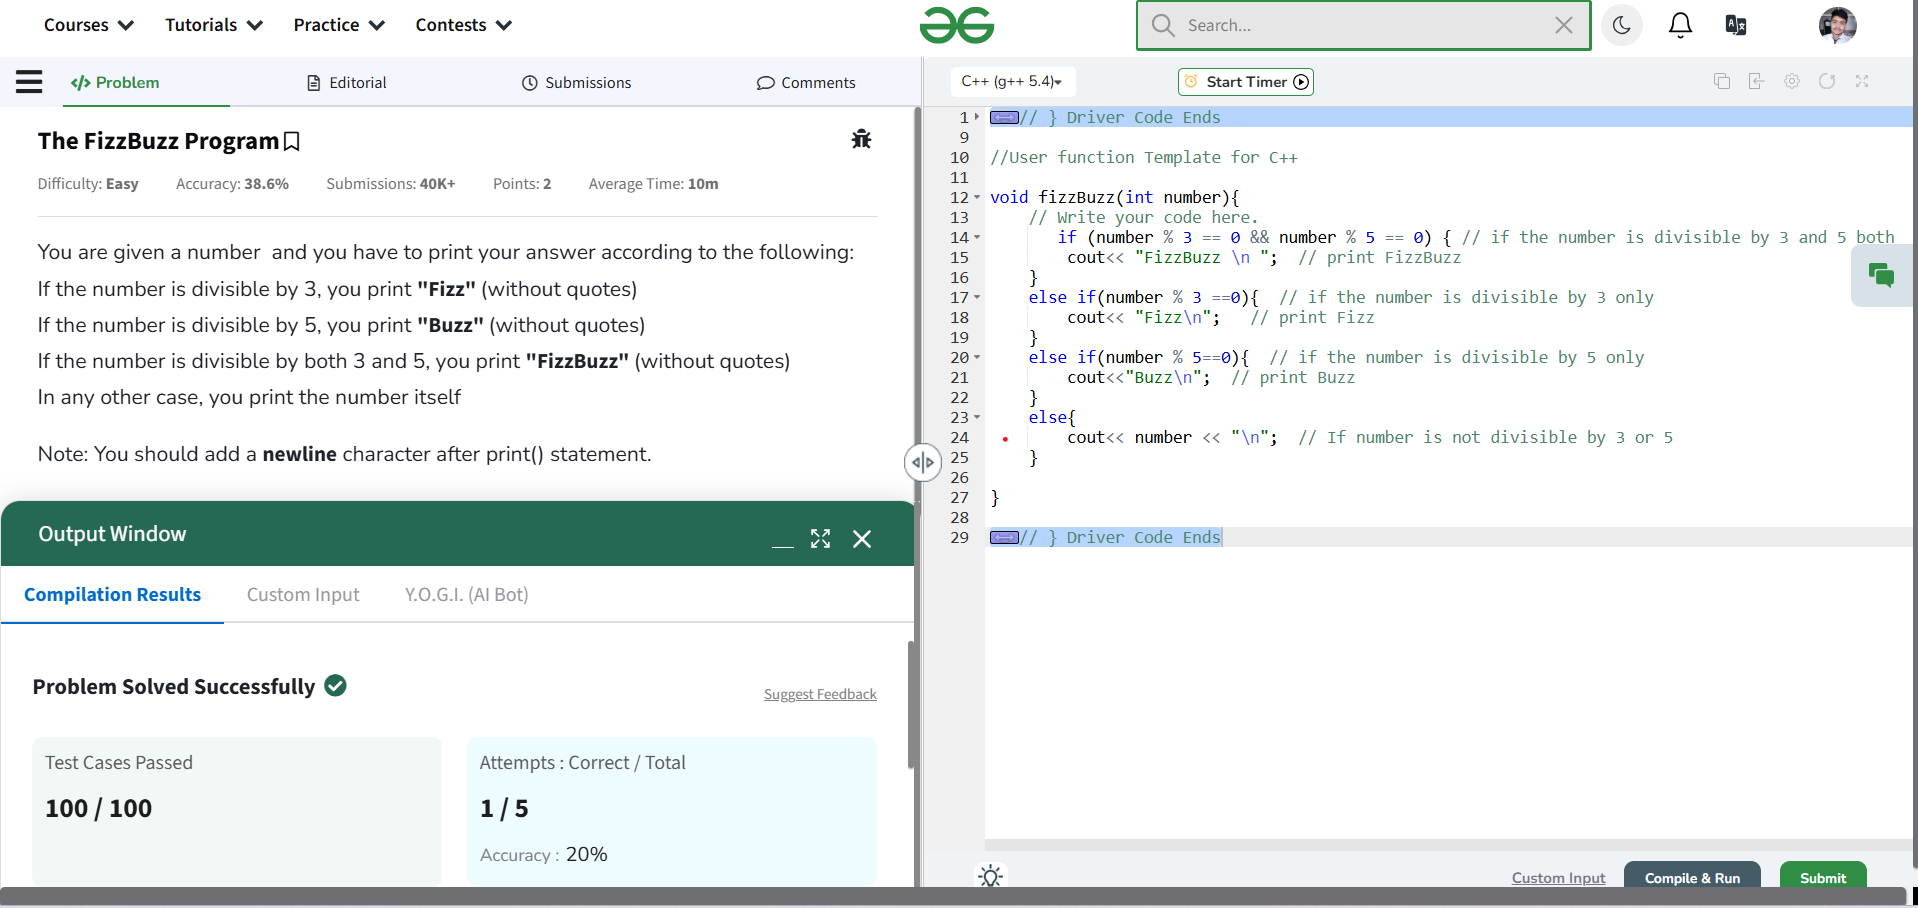 Courses Tutorials Practice Contests Search...
</> Problem Editorial Submissions Comments
C++ (g++ 5.4) Start Timer
The FizzBuzz Program
Difficulty: Easy Accuracy: 38.6% Submissions: 40K+ Points: 2 Average Time: 10m
You are given a number  and you have to print your answer according to the following:
If the number is divisible by 3, you print "Fizz" (without quotes)
If the number is divisible by 5, you print "Buzz" (without quotes)
If the number is divisible by both 3 and 5, you print "FizzBuzz" (without quotes)
In any other case, you print the number itself
Note: You should add a newline character after print() statement.
Output Window
Compilation Results Custom Input Y.O.G.I. (AI Bot)
Problem Solved Successfully
Suggest Feedback
Test Cases Passed
100 / 100
Attempts : Correct / Total
1 / 5
Accuracy : 20%
1 // } Driver Code Ends
9
10 //User function Template for C++
11
12 void fizzBuzz(int number){
13     // Write your code here.
14        if (number % 3 == 0 && number % 5 == 0) { // if the number is divisible by 3 and 5 both
15         cout<< "FizzBuzz \n ";  // print FizzBuzz
16     }
17     else if(number % 3 ==0){  // if the number is divisible by 3 only
18         cout<< "Fizz\n";   // print Fizz
19     }
20     else if(number % 5==0){  // if the number is divisible by 5 only
21         cout<<"Buzz\n";  // print Buzz
22     }
23     else{
24         cout<< number << "\n";  // If number is not divisible by 3 or 5
25     }
26
27 }
28
29 // } Driver Code Ends
Custom Input Compile & Run Submit